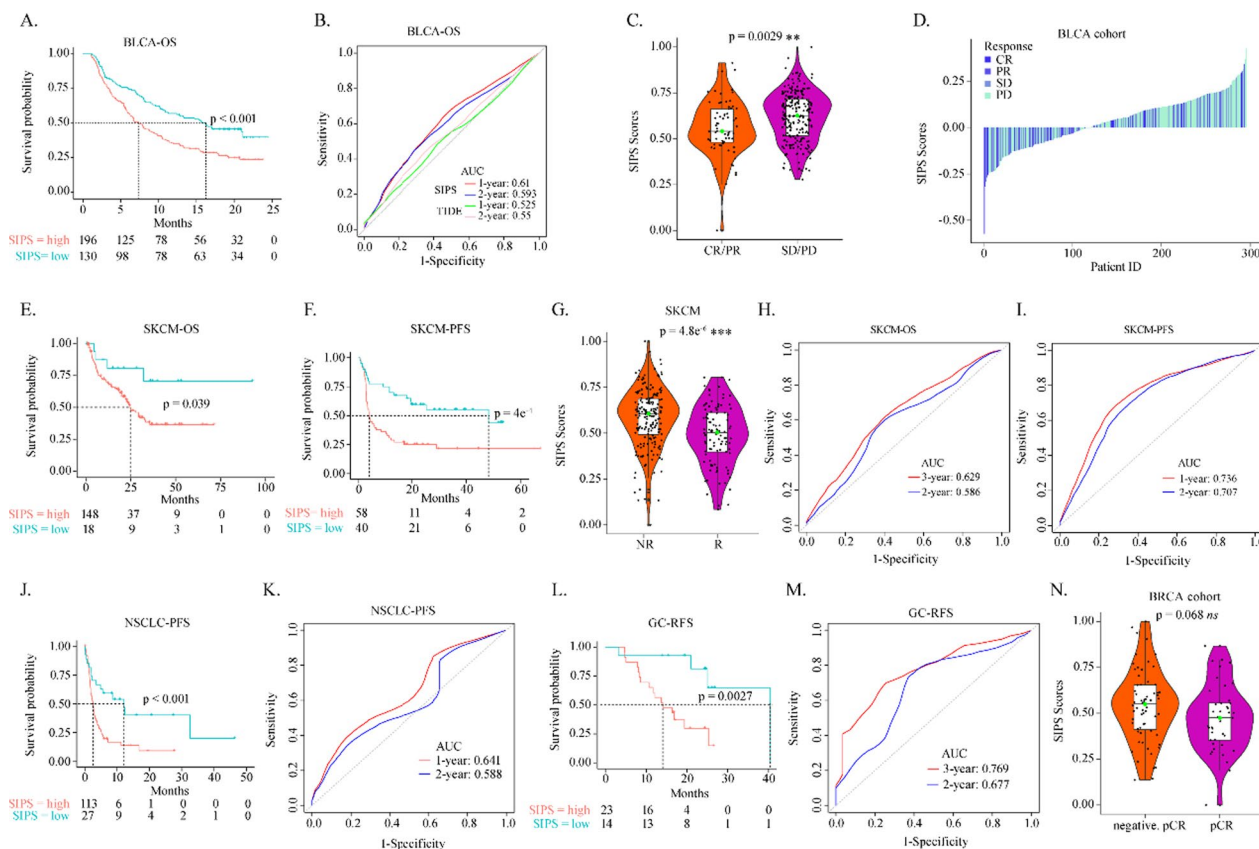 A.
BLCA-OS
Survival probability
1.00
0.75
0.50
0.25
0.00
p < 0.001
0 5 10 15 20 25
Months
SIPS = high 196 125 78 56 32 0
SIPS= low 130 98 78 63 34 0
B.
BLCA-OS
Sensitivity
1.0
0.8
0.6
0.4
0.2
0.0
AUC
SIPS
1-year: 0.61
2-year: 0.593
TIDE
1-year: 0.525
2-year: 0.55
0.0 0.2 0.4 0.6 0.8 1.0
1-Specificity
C.
p = 0.0029 **
SIPS Scores
1.00
0.75
0.50
0.25
0.00
CR/PR SD/PD
D.
BLCA cohort
Response
CR
PR
SD
PD
SIPS Scores
0.25
0.00
-0.25
-0.50
0 100 200 300
Patient ID
E.
SKCM-OS
Survival probability
1.00
0.75
0.50
0.25
0.00
p = 0.039
0 25 50 75 100
Months
SIPS = high 148 37 9 0 0
SIPS = low 18 9 3 1 0
F.
SKCM-PFS
Survival probability
1.00
0.75
0.50
0.25
0.00
p = 4e
0 20 40 60
Months
SIPS= high 58 11 4 2
SIPS = low 40 21 6 0
G.
SKCM
p = 4.8e-6 ***
SIPS Scores
1.00
0.75
0.50
0.25
0.00
NR R
H.
SKCM-OS
Sensitivity
1.0
0.8
0.6
0.4
0.2
0.0
AUC
3-year: 0.629
2-year: 0.586
0.0 0.2 0.4 0.6 0.8 1.0
1-Specificity
I.
SKCM-PFS
Sensitivity
1.0
0.8
0.6
0.4
0.2
0.0
AUC
1-year: 0.736
2-year: 0.707
0.0 0.2 0.4 0.6 0.8 1.0
1-Specificity
J.
NSCLC-PFS
Survival probability
1.00
0.75
0.50
0.25
0.00
p < 0.001
0 10 20 30 40 50
Months
SIPS = high 113 6 1 0 0 0
SIPS = low 27 9 4 2 1 0
K.
NSCLC-PFS
Sensitivity
1.0
0.8
0.6
0.4
0.2
0.0
AUC
1-year: 0.641
2-year: 0.588
0.0 0.2 0.4 0.6 0.8 1.0
1-Specificity
L.
GC-RFS
Survival probability
1.00
0.75
0.50
0.25
0.00
p = 0.0027
0 10 20 30 40
Months
SIPS = high 23 16 4 0 0
SIPS = low 14 13 8 1 1
M.
GC-RFS
Sensitivity
1.0
0.8
0.6
0.4
0.2
0.0
AUC
3-year: 0.769
2-year: 0.677
0.0 0.2 0.4 0.6 0.8 1.0
1-Specificity
N.
BRCA cohort
p = 0.068 ns
SIPS Scores
1.00
0.75
0.50
0.25
0.00
negative. pCR pCR